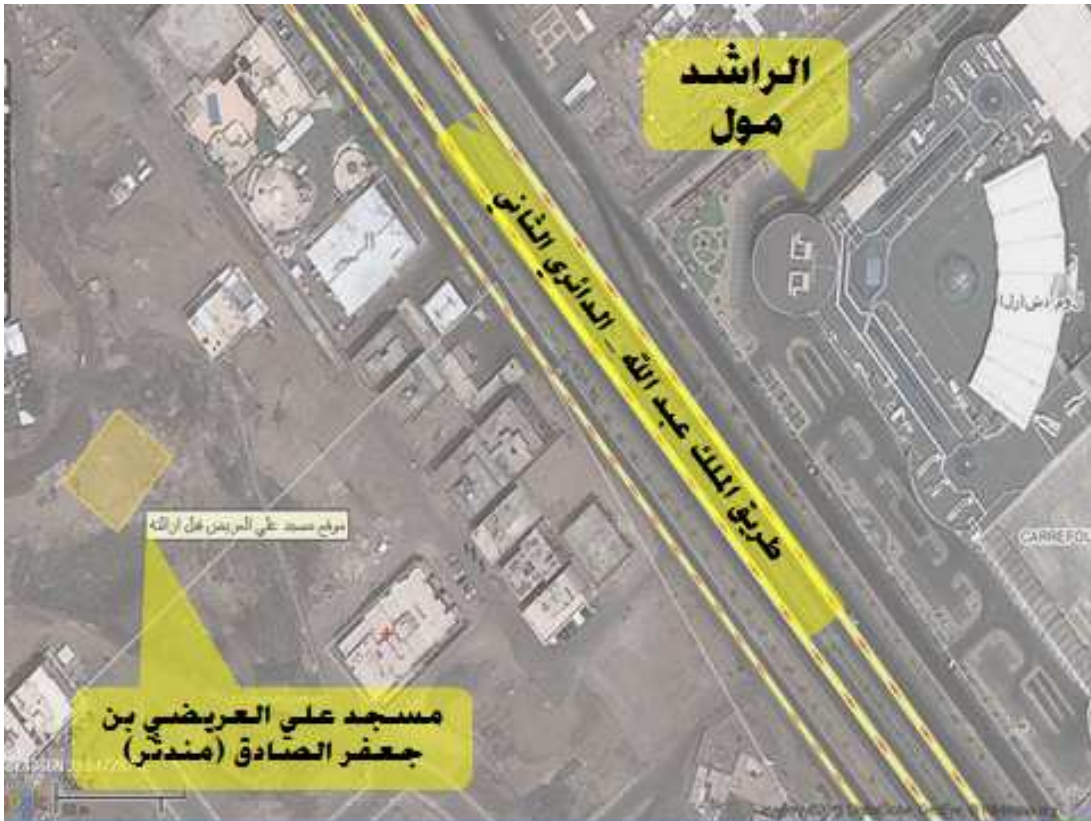 الراشد
مول
طريق الملك عبد الله _ الدائري الثاني
موقع مسجد علي العريض قبل ازالته
CARREFOU
مسجد علي العريضي بن
جعفر الصادق (مندثر)